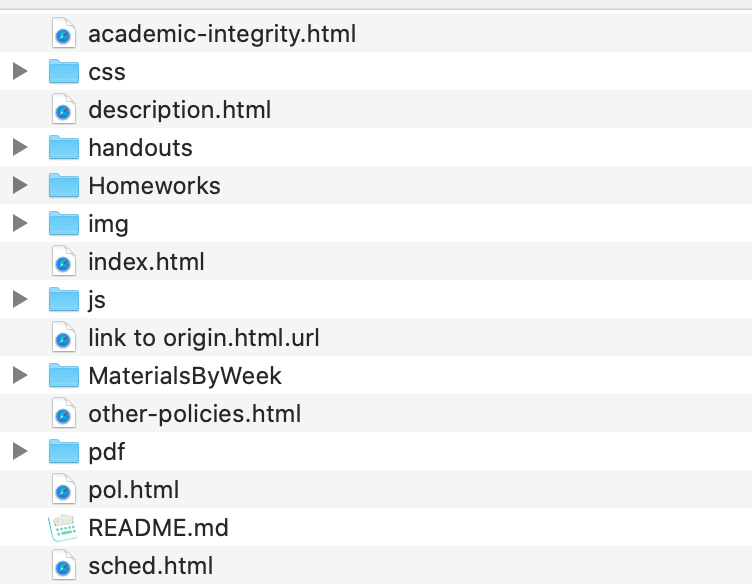 academic-integrity.html
css
description.html
handouts
Homeworks
img
index.html
js
link to origin.html.url
MaterialsByWeek
other-policies.html
pdf
pol.html
README.md
sched.html